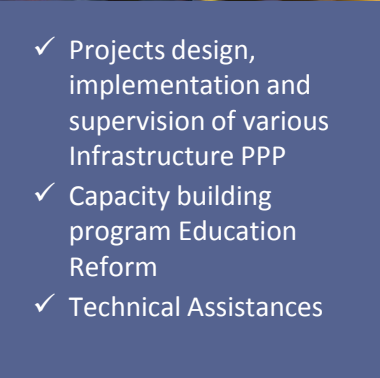 ✓ Projects design,
implementation and
supervision of various
Infrastructure PPP
✓ Capacity building
program Education
Reform
✓ Technical Assistances